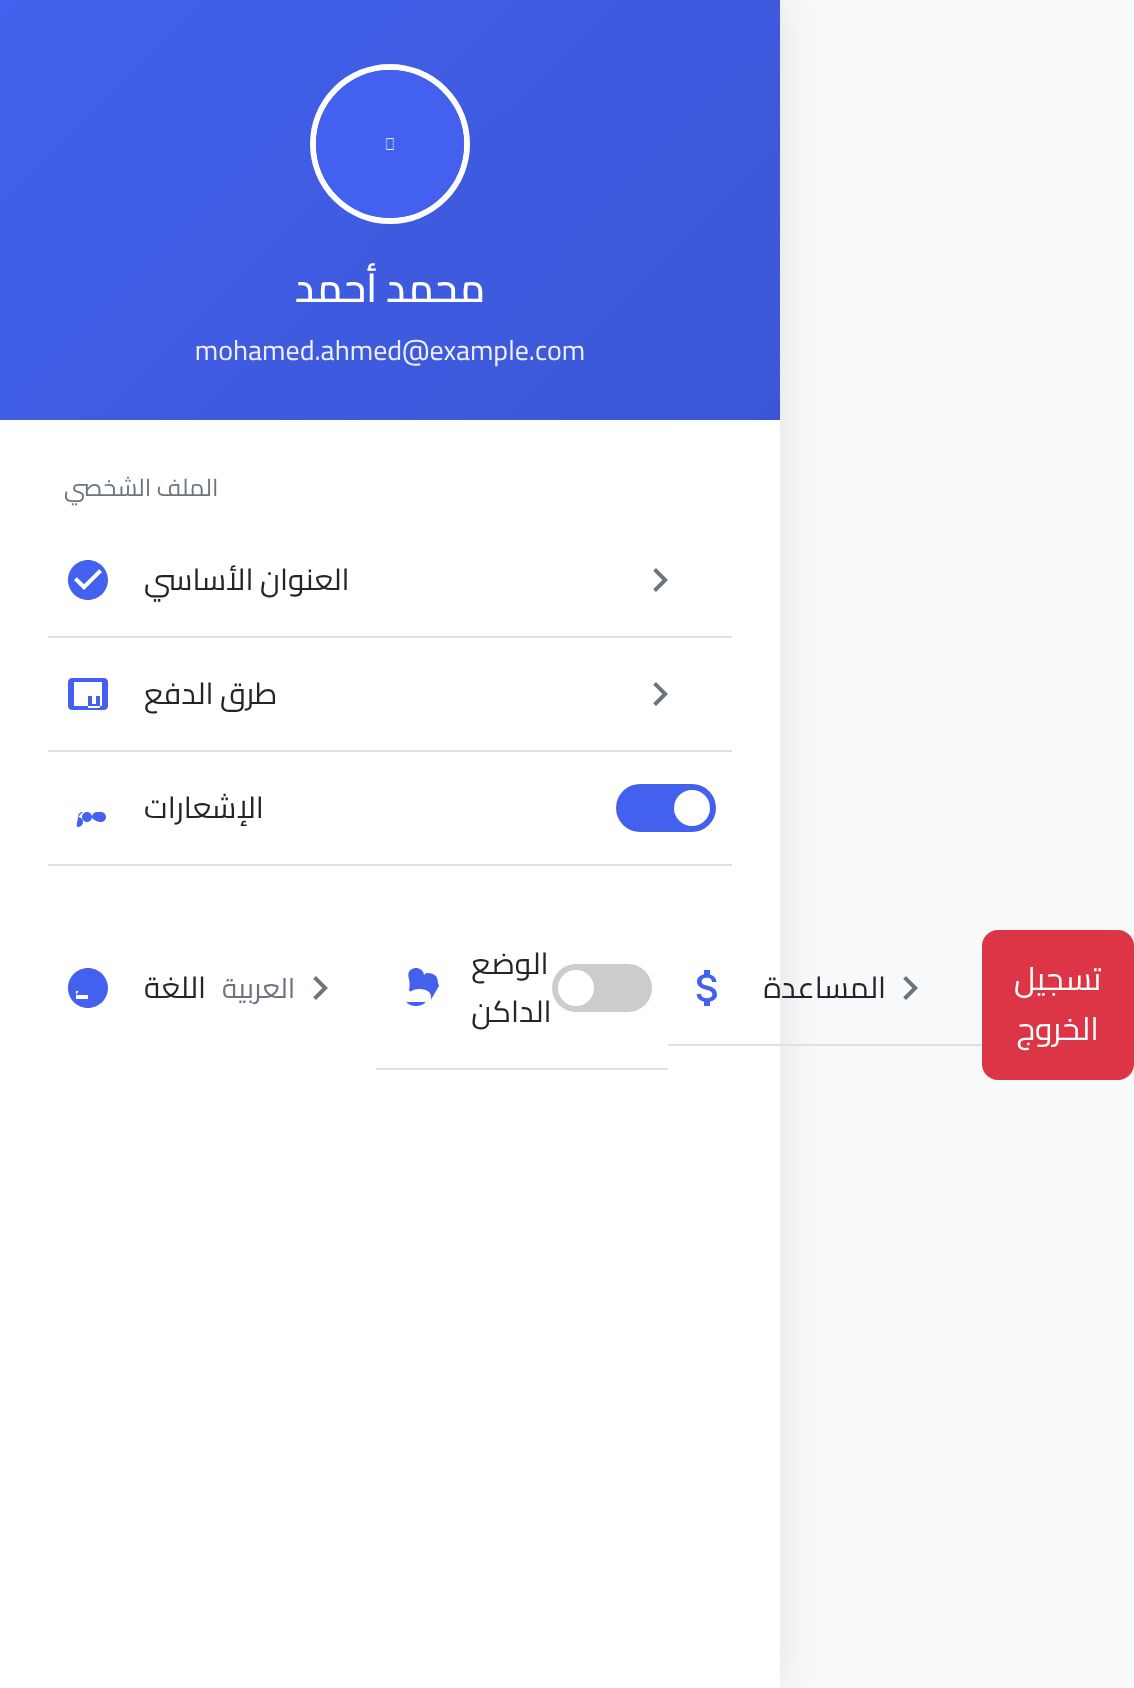 محمد أحمد
mohamed.ahmed@example.com
الملف الشخصي
العنوان الأساسي
طرق الدفع
الإشعارات
اللغة العربية
الوضع
الداكن
المساعدة
تسجيل
الخروج